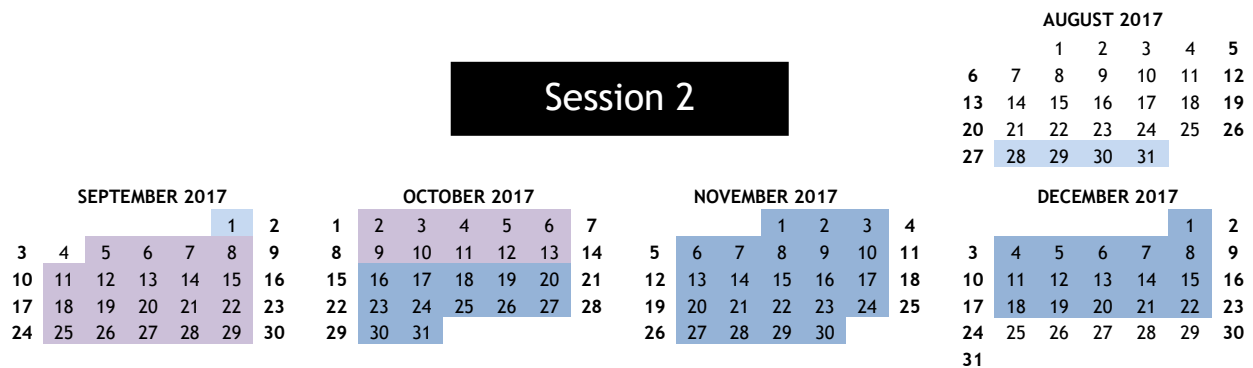 AUGUST 2017
1 2 3 4 5
6 7 8 9 10 11 12
13 14 15 16 17 18 19
20 21 22 23 24 25 26
27 28 29 30 31
Session 2
SEPTEMBER 2017
1 2
3 4 5 6 7 8 9
10 11 12 13 14 15 16
17 18 19 20 21 22 23
24 25 26 27 28 29 30
OCTOBER 2017
1 2 3 4 5 6 7
8 9 10 11 12 13 14
15 16 17 18 19 20 21
22 23 24 25 26 27 28
29 30 31
NOVEMBER 2017
1 2 3 4
5 6 7 8 9 10 11
12 13 14 15 16 17 18
19 20 21 22 23 24 25
26 27 28 29 30
DECEMBER 2017
1 2
3 4 5 6 7 8 9
10 11 12 13 14 15 16
17 18 19 20 21 22 23
24 25 26 27 28 29 30
31